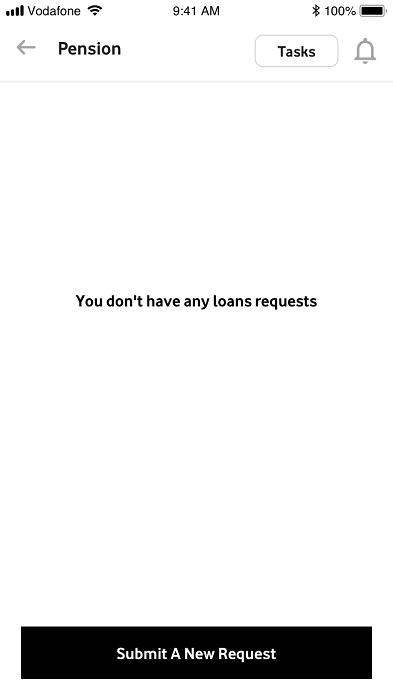 Vodafone 9:41 AM 100%
Pension Tasks
You don't have any loans requests
Submit A New Request